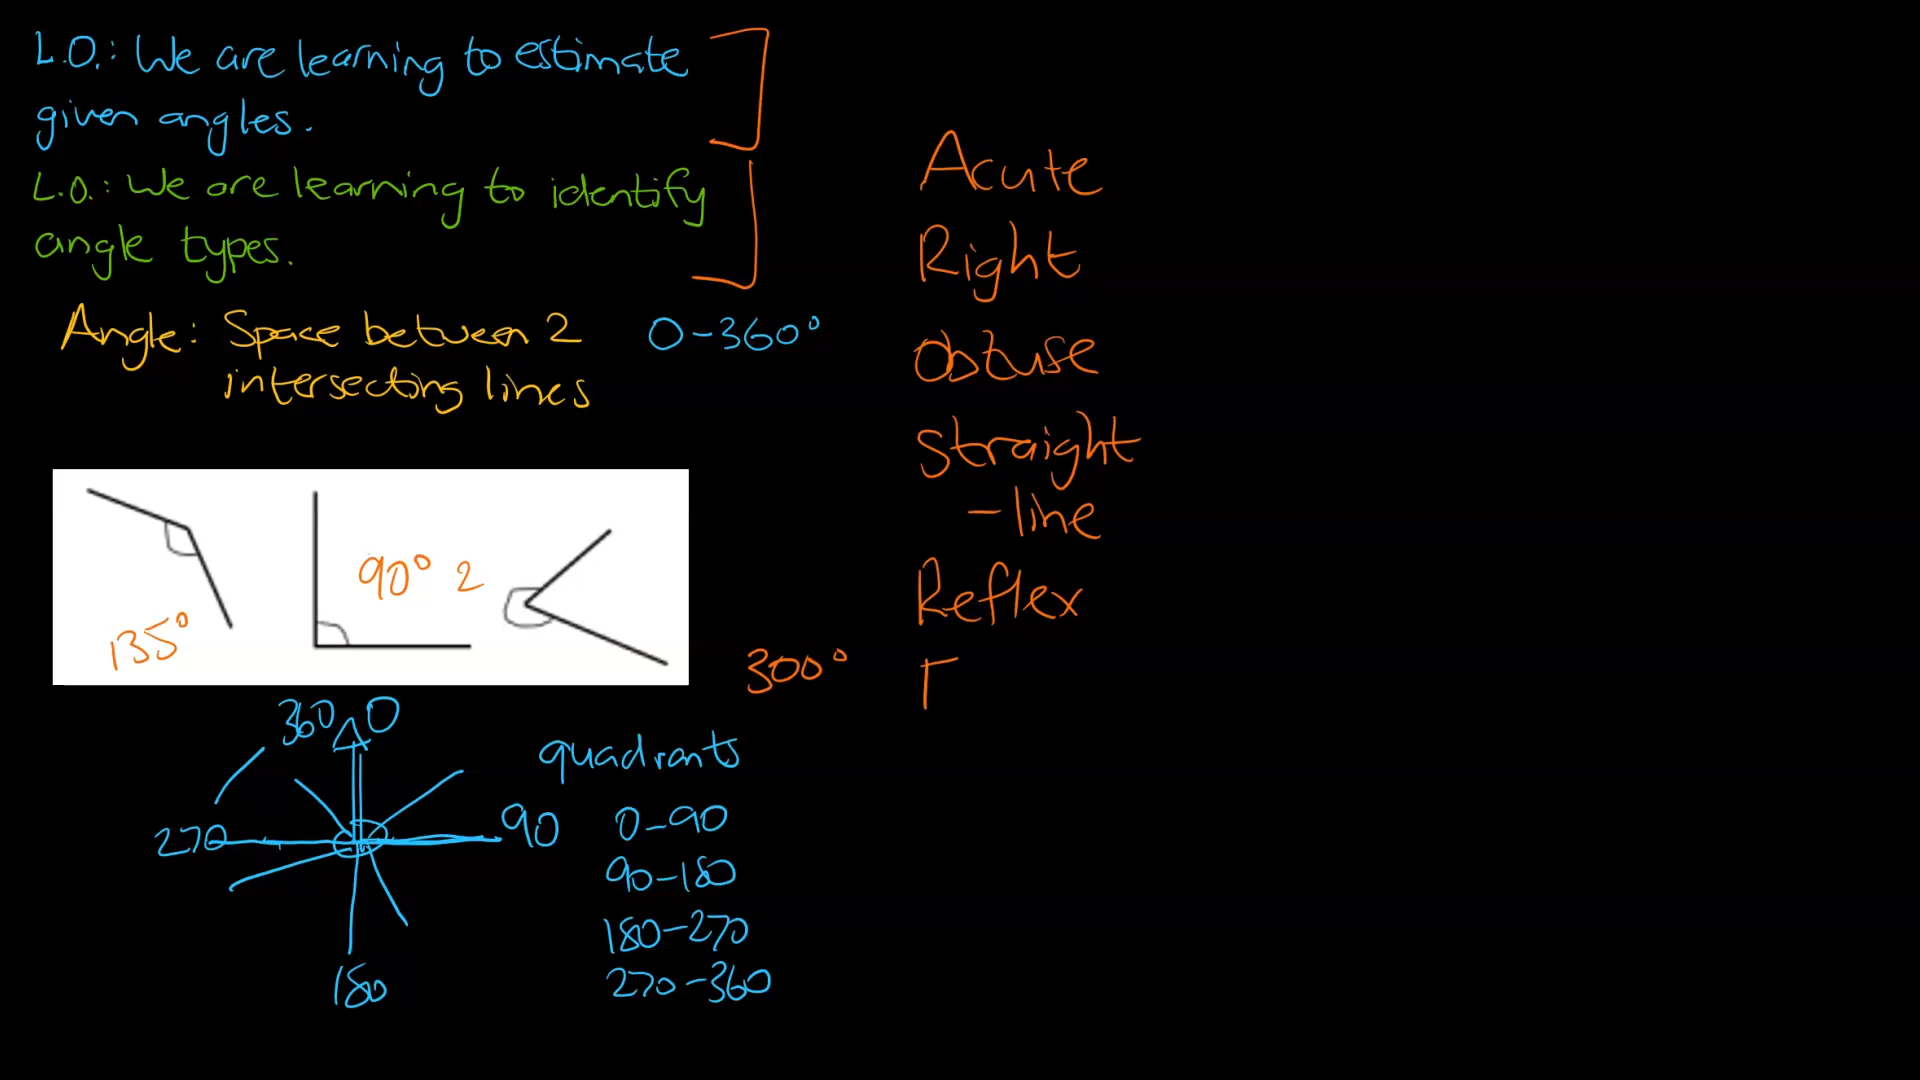 L.O.: We are learning to estimate
given angles.
L.O.: We are learning to identify
angle types.
Angle: Space between 2
intersecting lines
0-360°
135°
90° 2
300°
360 0
270
90
180
quadrants
0-90
90-180
180-270
270-360
Acute
Right
Obtuse
Straight
-line
Reflex